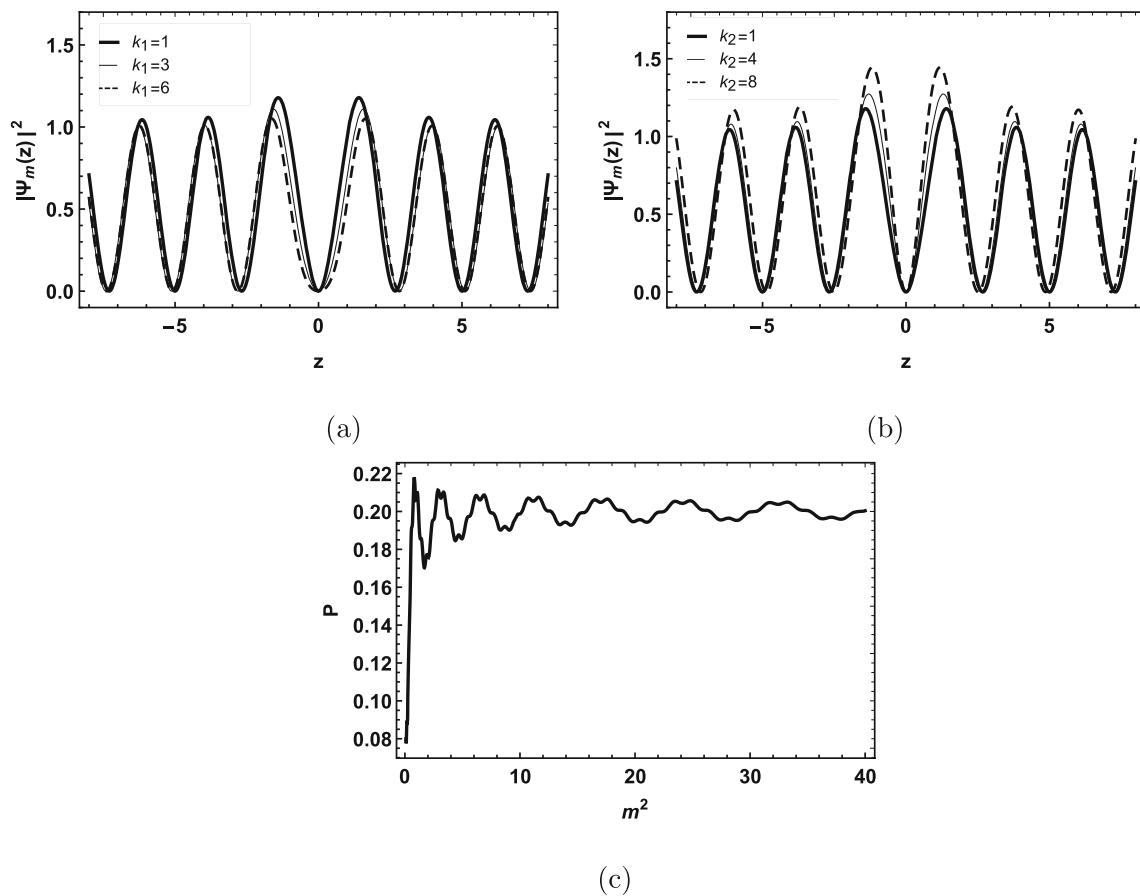 k₁=1
k₁=3
k₁=6
|Ψₘ(z)|²
1.5
1.0
0.5
0.0
−5 0 5
z
(a)
k₂=1
k₂=4
k₂=8
|Ψₘ(z)|²
1.5
1.0
0.5
0.0
−5 0 5
z
(b)
P
0.22
0.20
0.18
0.16
0.14
0.12
0.10
0.08
0 10 20 30 40
m²
(c)